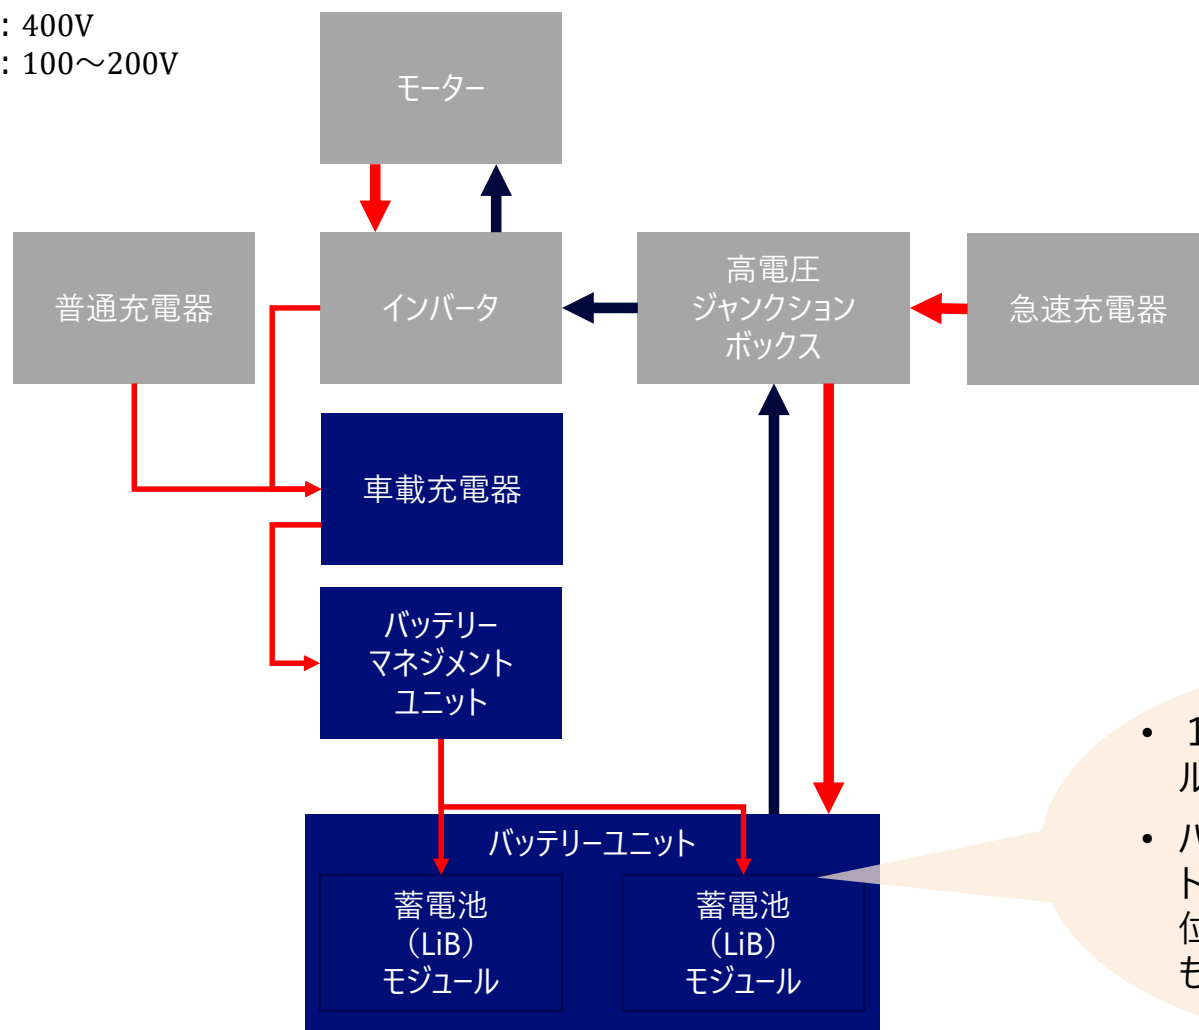 : 400V
: 100～200V
モーター
普通充電器
インバータ
高電圧
ジャンクション
ボックス
急速充電器
車載充電器
バッテリー
マネジメント
ユニット
バッテリーユニット
蓄電池
（LiB）
モジュール
蓄電池
（LiB）
モジュール
• 1
ル
•
ト
も